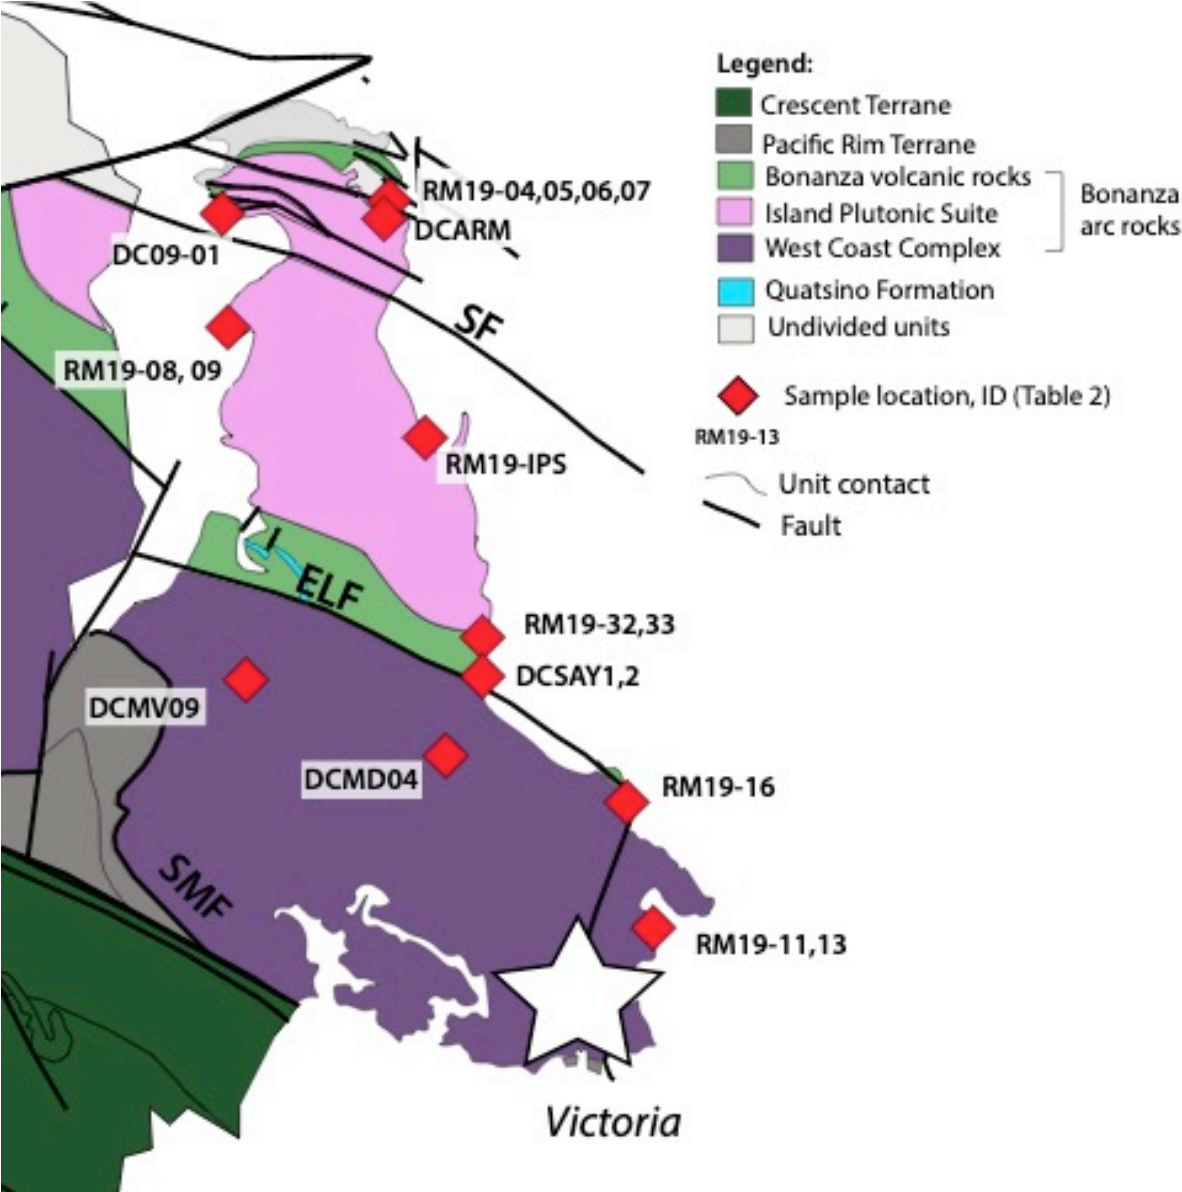 Legend:
Crescent Terrane
Pacific Rim Terrane
Bonanza volcanic rocks
Island Plutonic Suite
West Coast Complex
Bonanza
arc rocks
Quatsino Formation
Undivided units
Sample location, ID (Table 2)
RM19-13
Unit contact
Fault
RM19-04,05,06,07
DCARM
DC09-01
SF
RM19-08, 09
RM19-IPS
ELF
RM19-32,33
DCSAY1,2
DCMV09
DCMD04
RM19-16
SMF
RM19-11,13
Victoria